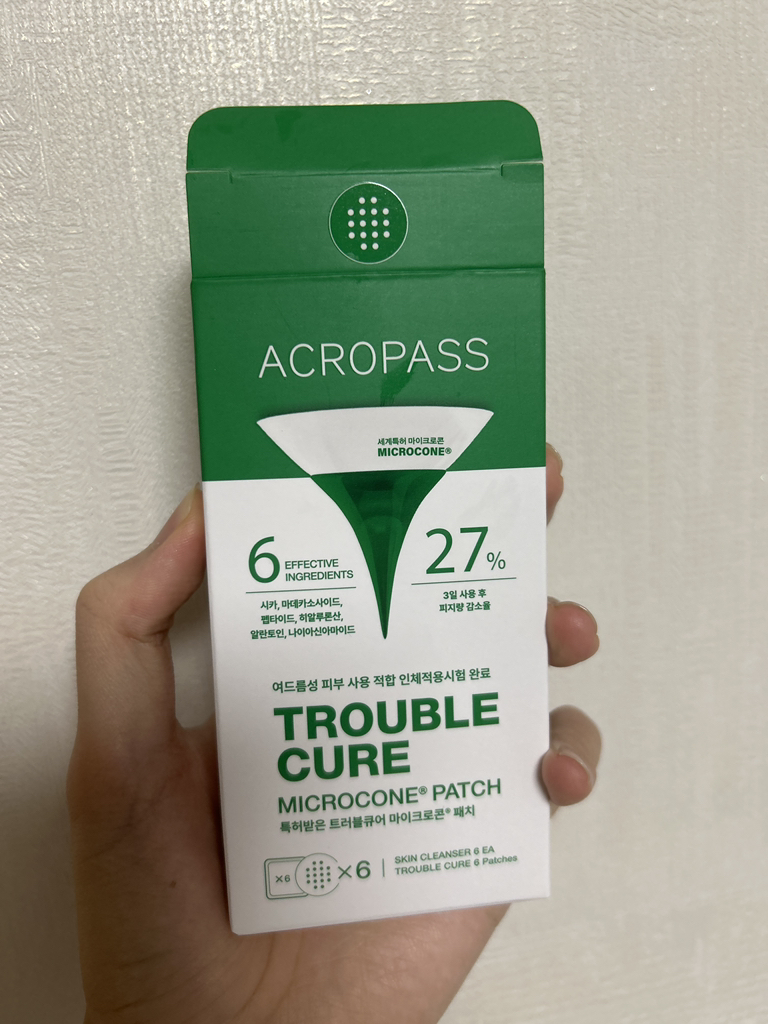 ACROPASS
세계특허 마이크로콘
MICROCONE®
6 EFFECTIVE
INGREDIENTS
시카, 마데카소사이드,
펩타이드, 히알루론산,
알란토인, 나이아신아마이드
27%
3일 사용 후
피지량 감소율
여드름성 피부 사용 적합 인체적용시험 완료
TROUBLE
CURE
MICROCONE® PATCH
특허받은 트러블큐어 마이크로콘® 패치
×6 ×6
SKIN CLEANSER 6 EA
TROUBLE CURE 6 Patches